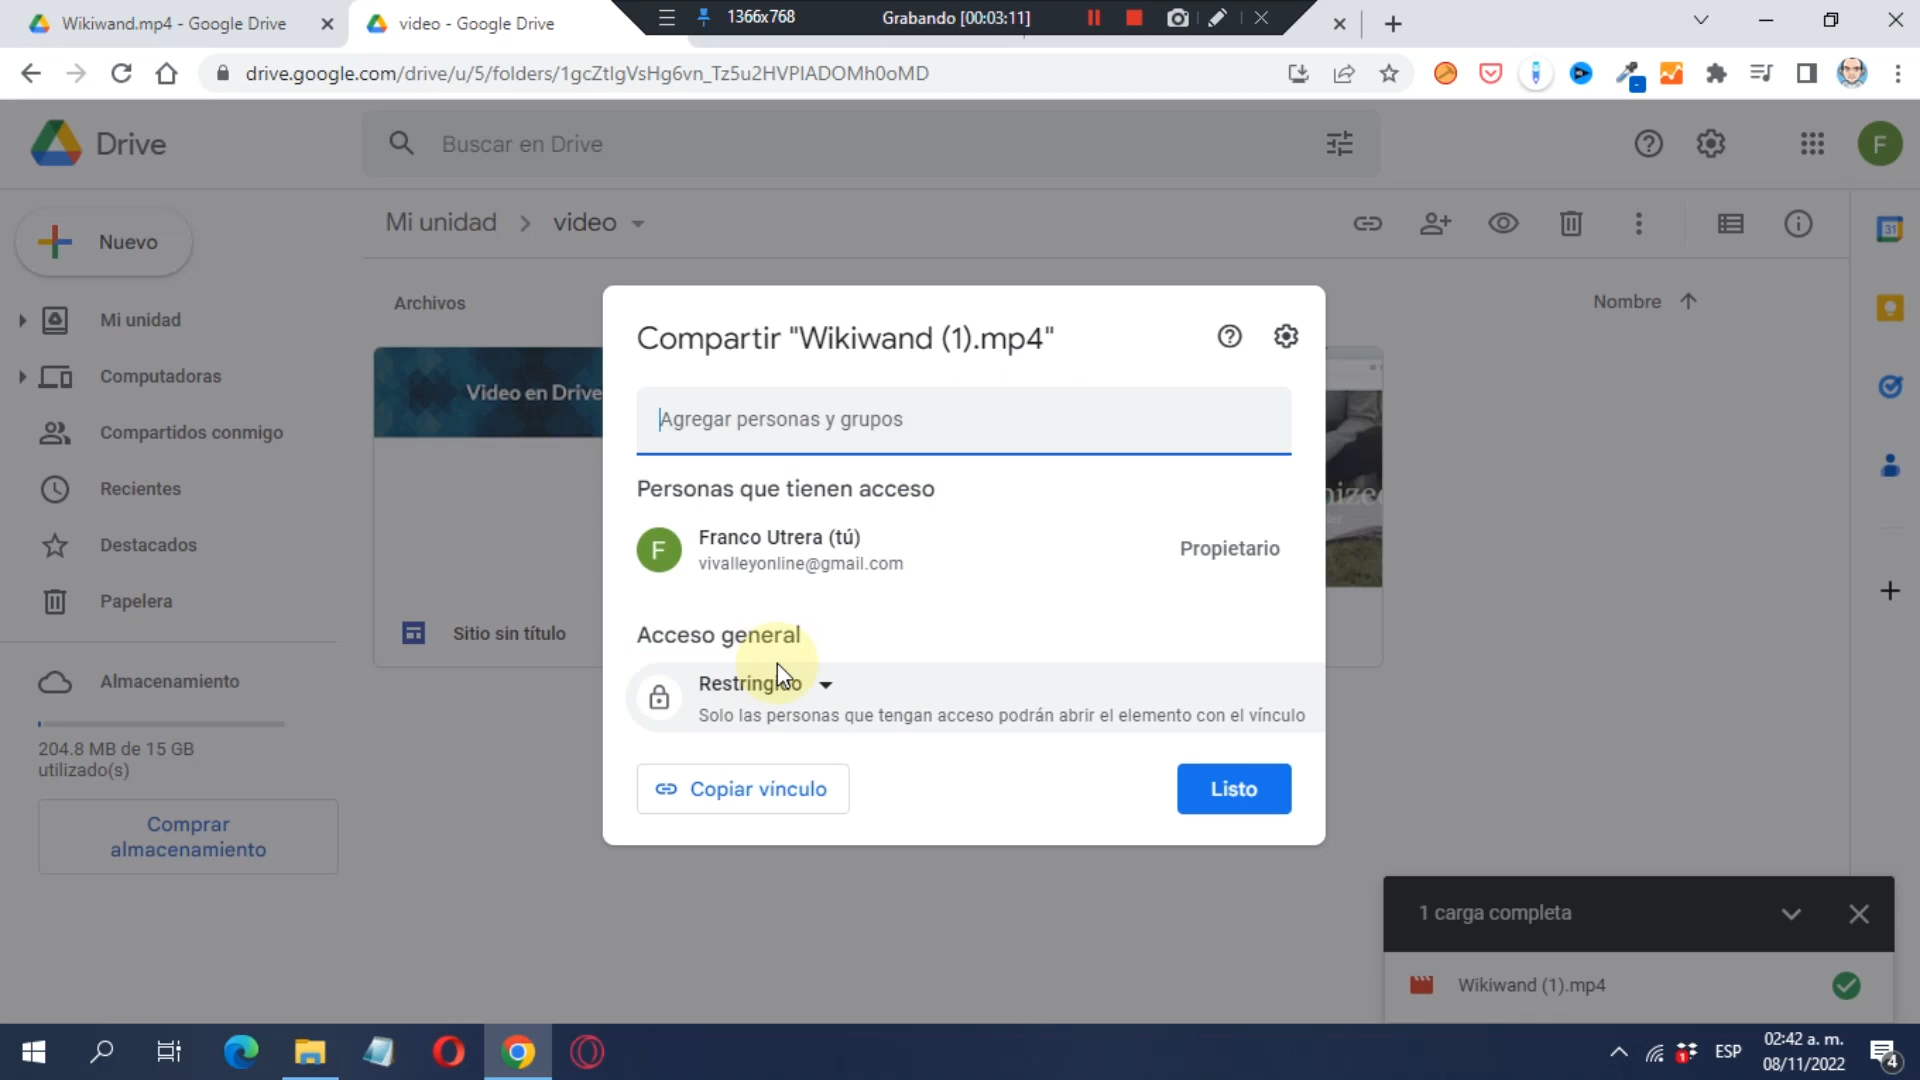 Wikiwand.mp4 - Google Drive
video - Google Drive
1366x768
Grabando [00:03:11]
drive.google.com/drive/u/5/folders/1gcZtIgVsHg6vn_Tz5u2HVPlADOMh0oMD
Drive
Buscar en Drive
F
Nuevo
Mi unidad > video
31
Mi unidad
Computadoras
Compartidos conmigo
Recientes
Destacados
Papelera
Almacenamiento
204.8 MB de 15 GB
utilizado(s)
Comprar
almacenamiento
Archivos
Nombre
Video en Drive
Sitio sin título
Compartir "Wikiwand (1).mp4"
Agregar personas y grupos
Personas que tienen acceso
F
Franco Utrera (tú)
vivalleyonline@gmail.com
Propietario
Acceso general
Restringido
Solo las personas que tengan acceso podrán abrir el elemento con el vínculo
Copiar vínculo
Listo
1 carga completa
Wikiwand (1).mp4
1
ESP
02:42 a. m.
08/11/2022
4